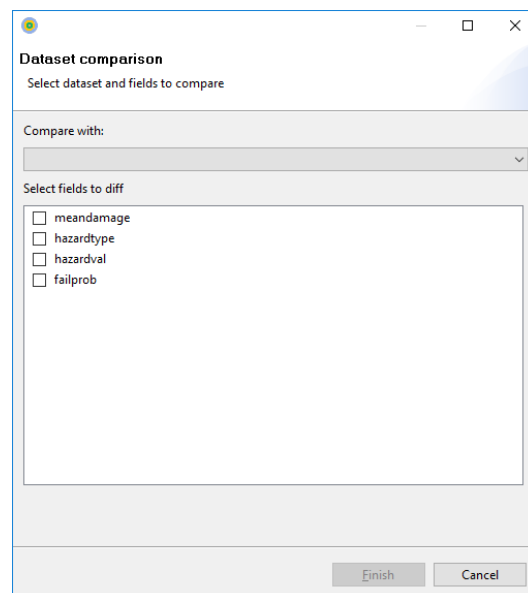 Dataset comparison
Select dataset and fields to compare
Compare with:
Select fields to diff
meandamage
hazardtype
hazardval
failprob
Finish
Cancel